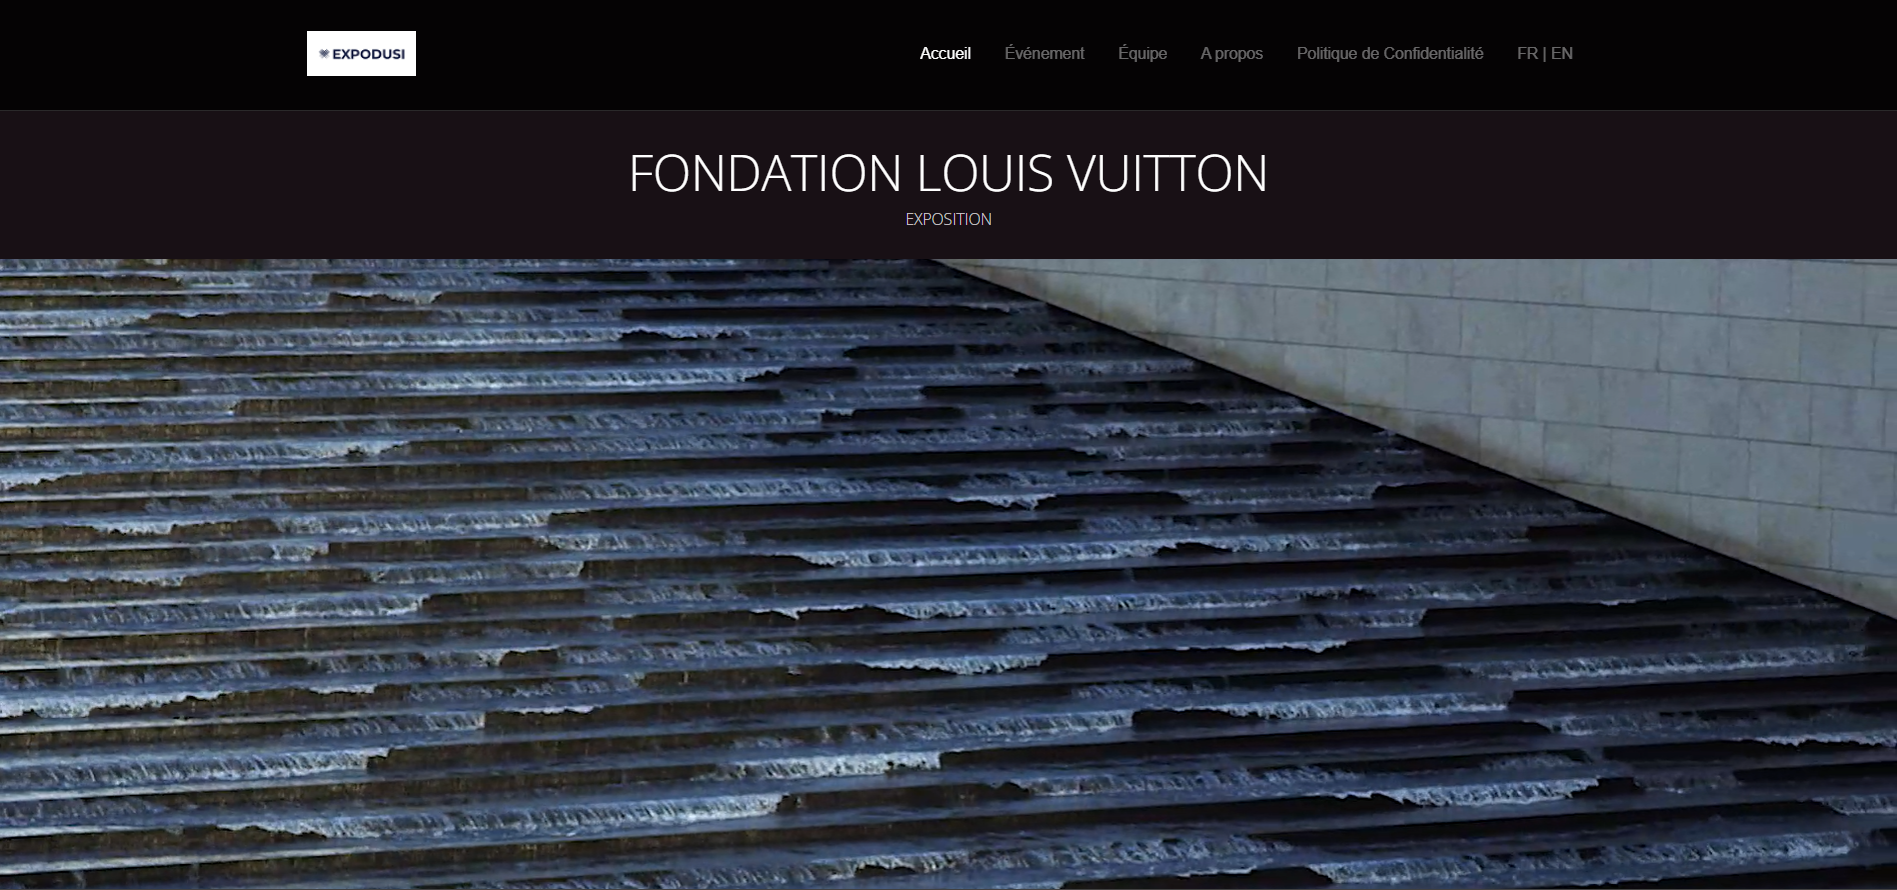 EXPODUSI
Accueil Événement Équipe A propos Politique de Confidentialité FR | EN
FONDATION LOUIS VUITTON
EXPOSITION